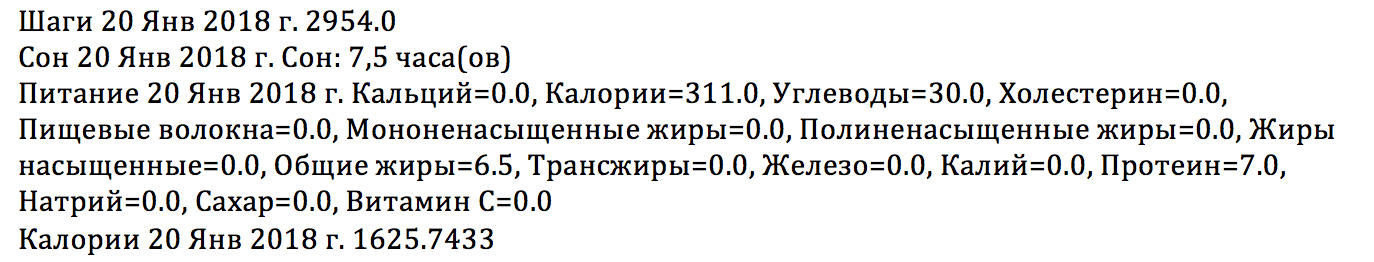 Шаги 20 Янв 2018 г. 2954.0
Сон 20 Янв 2018 г. Сон: 7,5 часа(ов)
Питание 20 Янв 2018 г. Кальций=0.0, Калории=311.0, Углеводы=30.0, Холестерин=0.0,
Пищевые волокна=0.0, Мононенасыщенные жиры=0.0, Полиненасыщенные жиры=0.0, Жиры
насыщенные=0.0, Общие жиры=6.5, Трансжиры=0.0, Железо=0.0, Калий=0.0, Протеин=7.0,
Натрий=0.0, Сахар=0.0, Витамин С=0.0
Калории 20 Янв 2018 г. 1625.7433